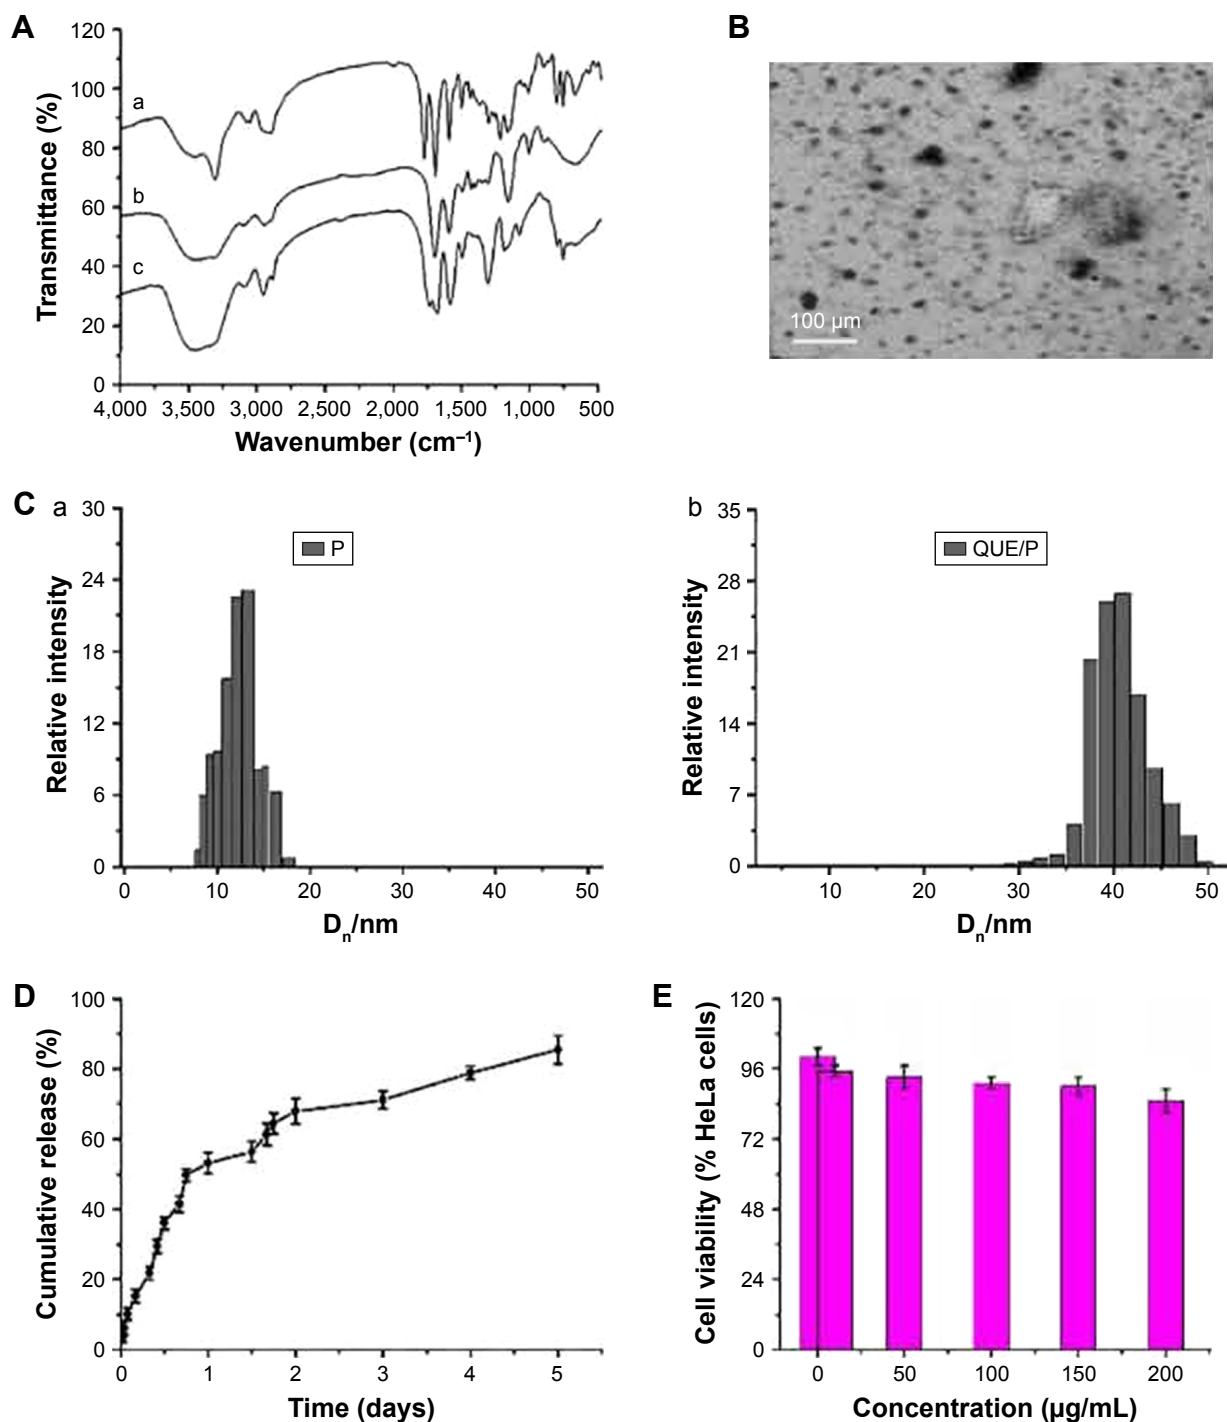 A
120
100
80
60
40
20
0
Transmittance (%)
a
b
c
4,000 3,500 3,000 2,500 2,000 1,500 1,000 500
Wavenumber (cm⁻¹)
B
100 µm
C
a
30
24
18
12
6
0
Relative intensity
P
0 10 20 30 40 50
Dₙ/nm
b
35
28
21
14
7
0
Relative intensity
QUE/P
10 20 30 40 50
Dₙ/nm
D
100
80
60
40
20
0
Cumulative release (%)
0 1 2 3 4 5
Time (days)
E
120
96
72
48
24
0
Cell viability (% HeLa cells)
0 50 100 150 200
Concentration (µg/mL)